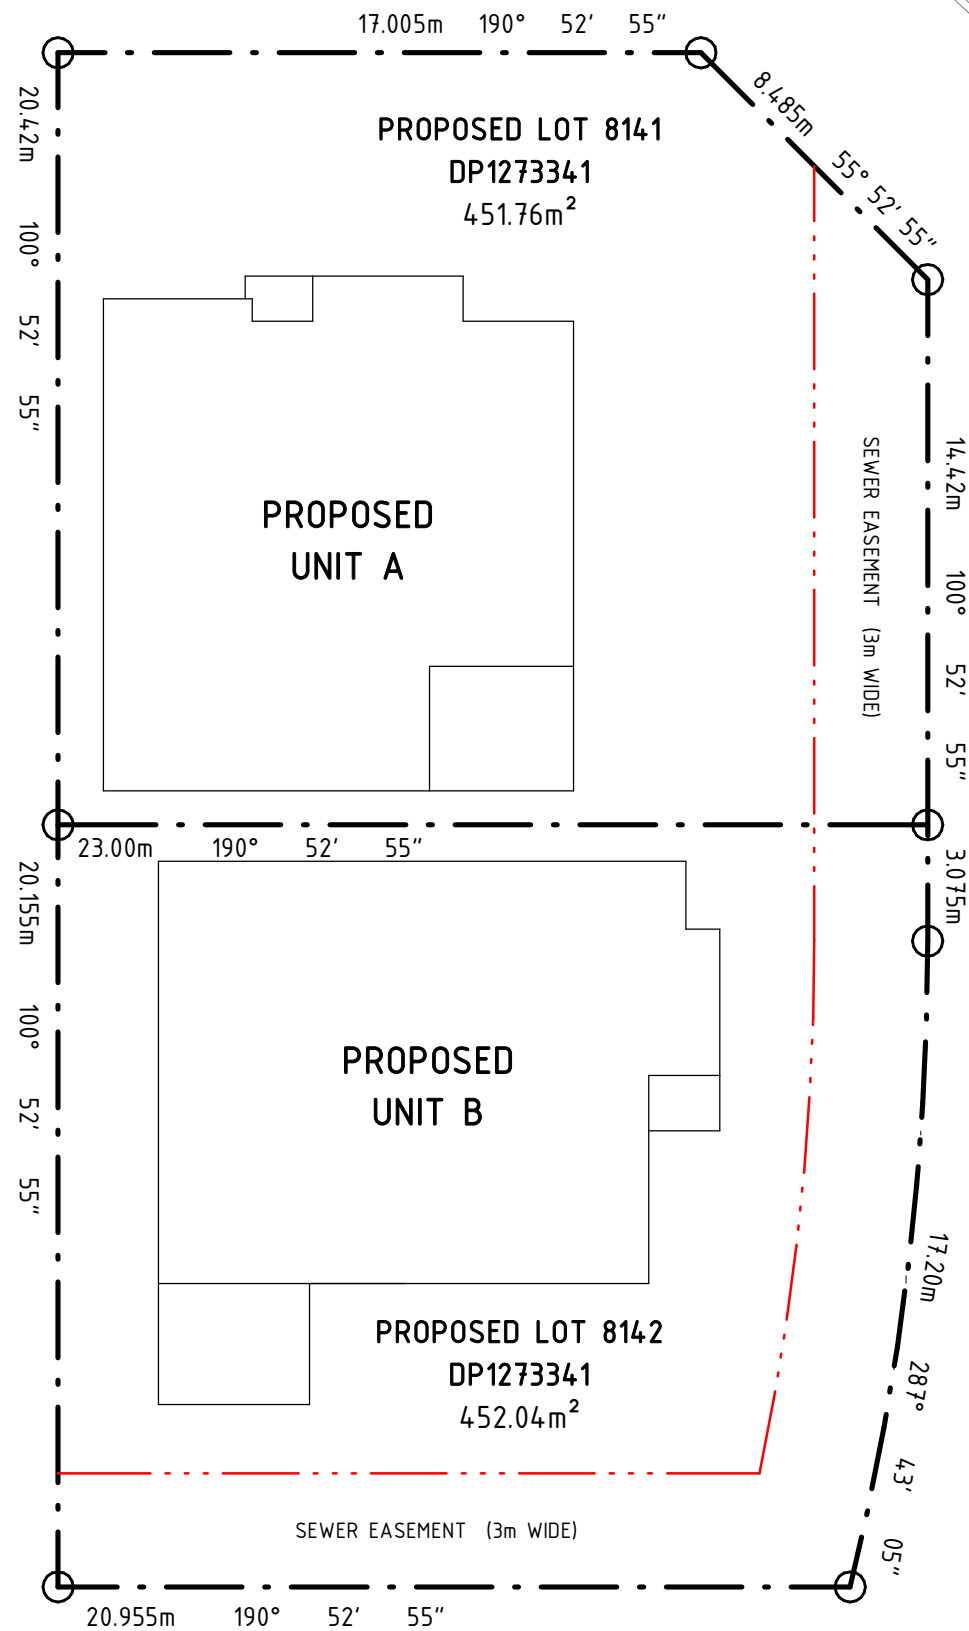 17.005m 190° 52' 55"
8.485m 55° 52' 55"
20.42m 100° 52' 55"
PROPOSED LOT 8141
DP1273341
451.76m²
14.42m 100° 52' 55"
SEWER EASEMENT (3m WIDE)
PROPOSED
UNIT A
23.00m 190° 52' 55"
3.075m
20.155m 100° 52' 55"
PROPOSED
UNIT B
17.20m 287° 43' 05"
PROPOSED LOT 8142
DP1273341
452.04m²
SEWER EASEMENT (3m WIDE)
20.955m 190° 52' 55"